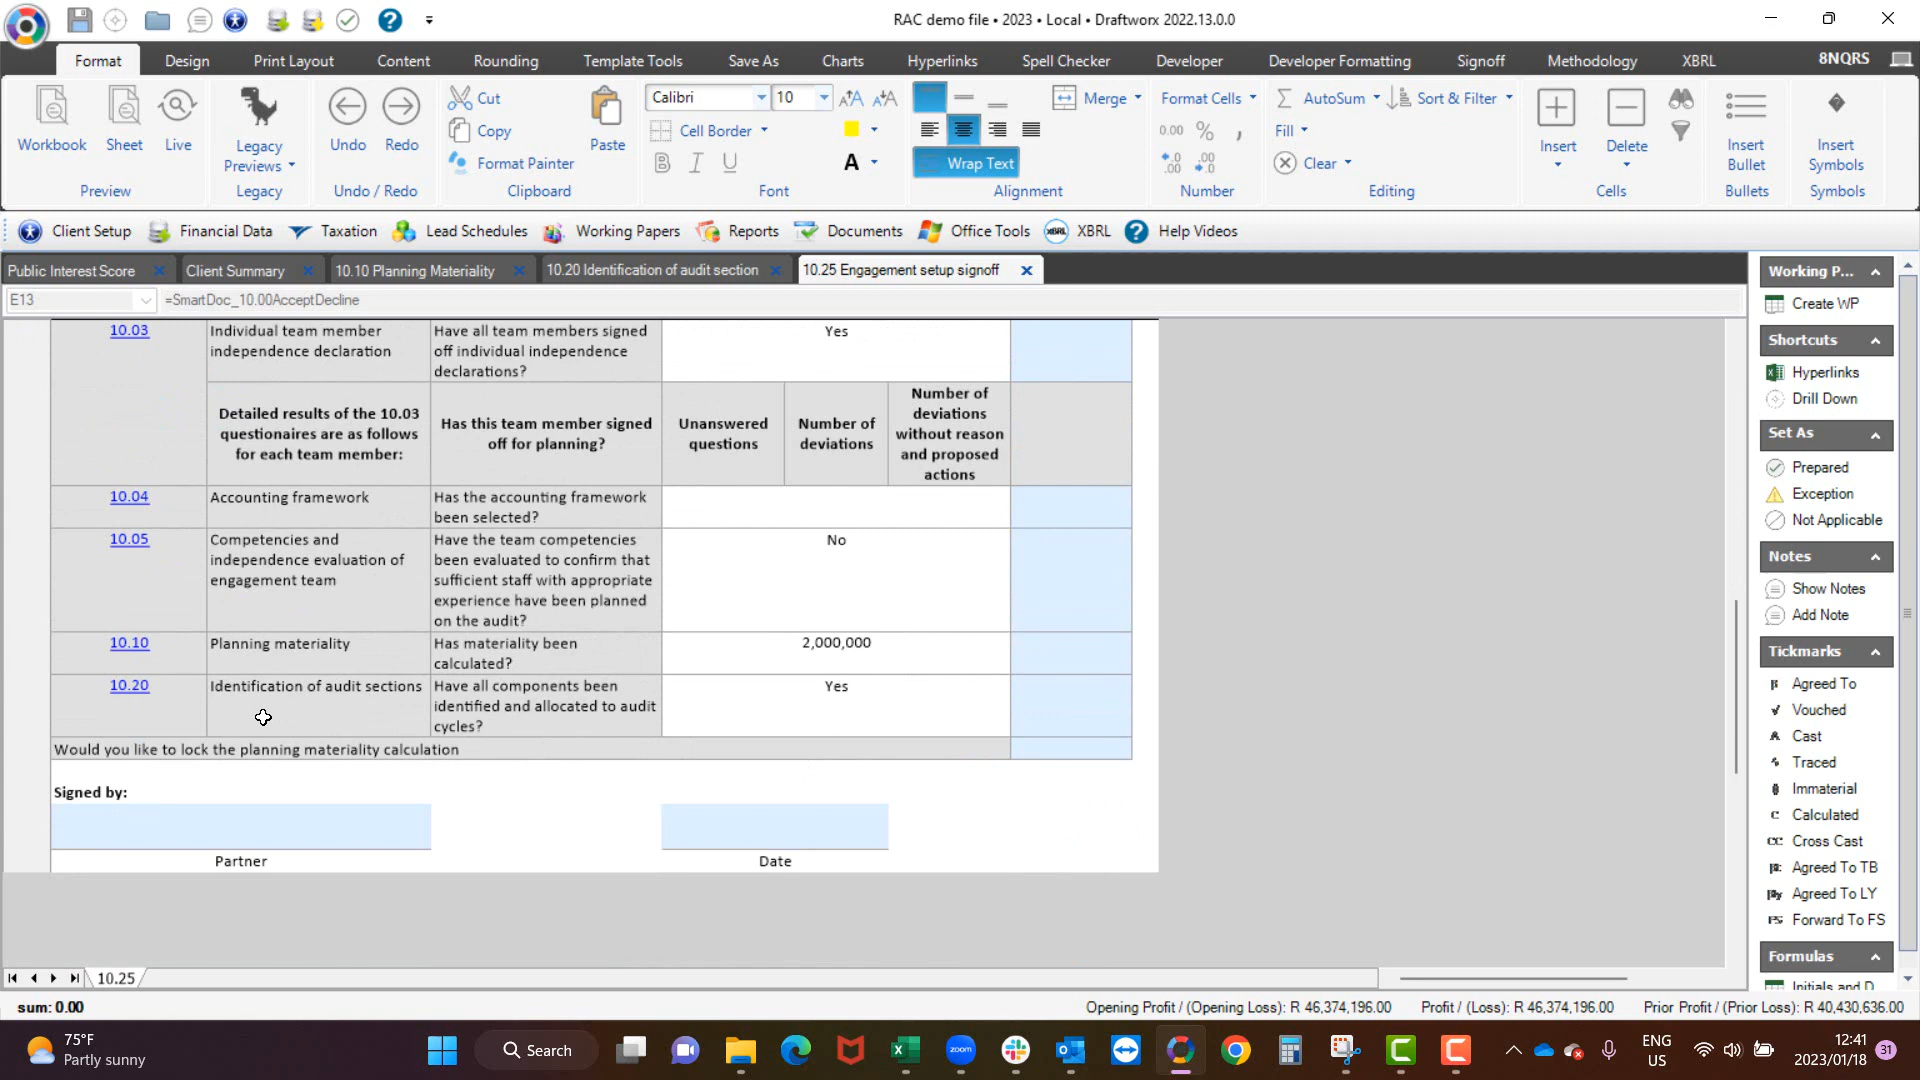 RAC demo file • 2023 • Local • Draftworx 2022.13.0.0
Format Design Print Layout Content Rounding Template Tools Save As Charts Hyperlinks Spell Checker Developer Developer Formatting Signoff Methodology XBRL 8NQRS
Workbook Sheet Live
Preview
Legacy Previews
Legacy
Undo Redo
Undo / Redo
Cut
Copy
Format Painter
Paste
Clipboard
Calibri 10
Cell Border
B I U A
Font
Merge
Wrap Text
Alignment
Format Cells
0.00 % ,
Number
AutoSum Sort & Filter
Fill
Clear
Editing
Insert Delete
Cells
Insert Bullet
Bullets
Insert Symbols
Symbols
Client Setup Financial Data Taxation Lead Schedules Working Papers Reports Documents Office Tools XBRL Help Videos
Public Interest Score Client Summary 10.10 Planning Materiality 10.20 Identification of audit section 10.25 Engagement setup signoff
E13 =SmartDoc_10.00AcceptDecline
10.03 Individual team member independence declaration Have all team members signed off individual independence declarations? Yes
Detailed results of the 10.03 questionaires are as follows for each team member: Has this team member signed off for planning? Unanswered questions Number of deviations Number of deviations without reason and proposed actions
10.04 Accounting framework Has the accounting framework been selected?
10.05 Competencies and independence evaluation of engagement team Have the team competencies been evaluated to confirm that sufficient staff with appropriate experience have been planned on the audit? No
10.10 Planning materiality Has materiality been calculated? 2,000,000
10.20 Identification of audit sections Have all components been identified and allocated to audit cycles? Yes
Would you like to lock the planning materiality calculation
Signed by:
Partner Date
10.25
Working P...
Create WP
Shortcuts
Hyperlinks
Drill Down
Set As
Prepared
Exception
Not Applicable
Notes
Show Notes
Add Note
Tickmarks
Agreed To
Vouched
Cast
Traced
Immaterial
Calculated
Cross Cast
Agreed To TB
Agreed To LY
Forward To FS
Formulas
Initials and D
sum: 0.00 Opening Profit / (Opening Loss): R 46,374,196.00 Profit / (Loss): R 46,374,196.00 Prior Profit / (Prior Loss): R 40,430,636.00
75°F
Partly sunny
Search
zoom
ENG
US
12:41
2023/01/18
31